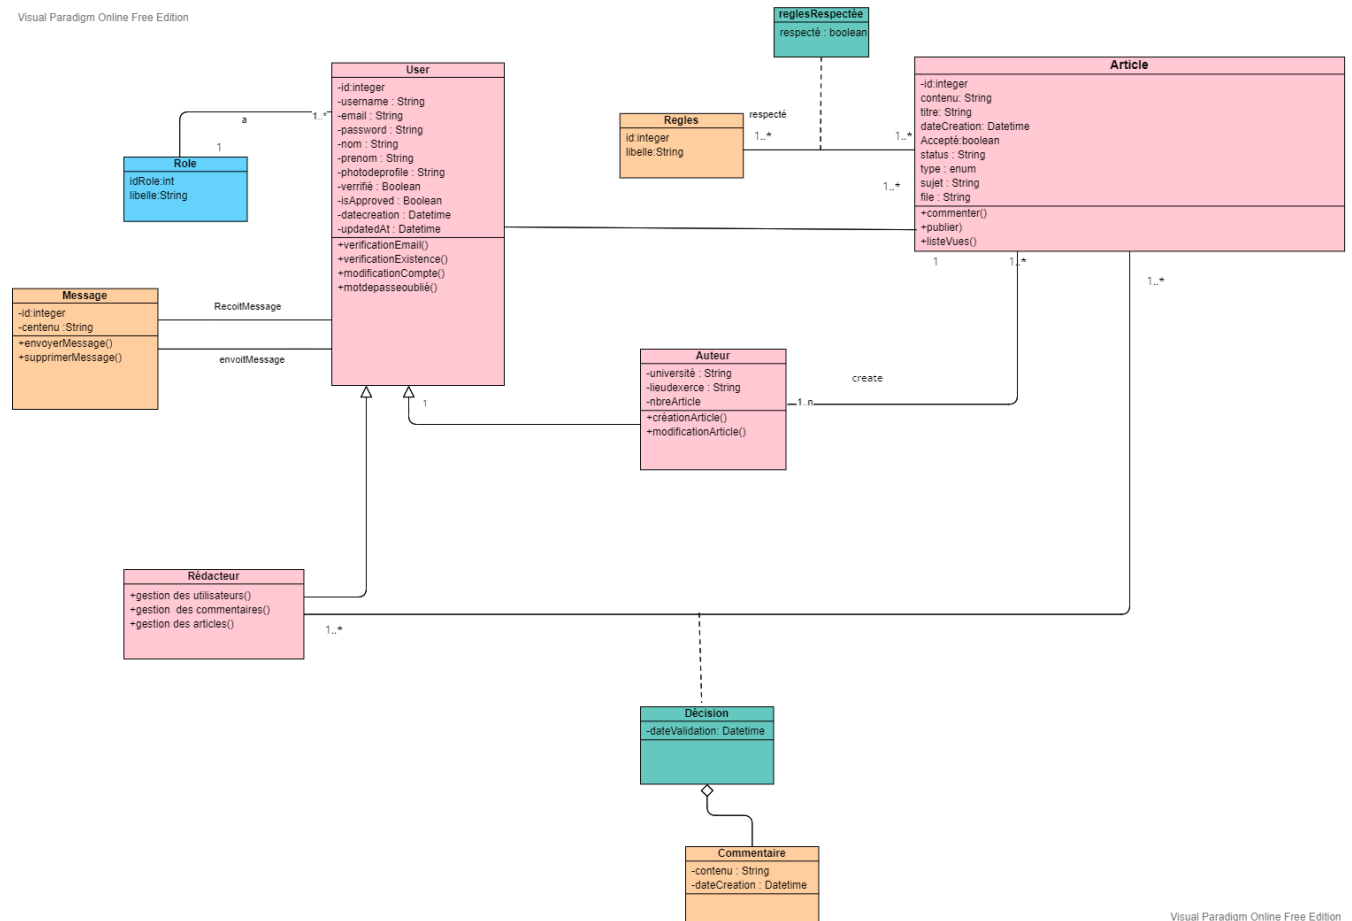 Visual Paradigm Online Free Edition
reglesRespectée
respecté : boolean
User
-id:integer
-username : String
-email : String
-password : String
-nom : String
-prenom : String
-photodeprofile : String
-verrifié : Boolean
-isApproved : Boolean
-datecreation : Datetime
-updatedAt : Datetime
+verificationEmail()
+verificationExistence()
+modificationCompte()
+motdepasseoublié()
Article
-id:integer
contenu: String
titre: String
dateCreation: Datetime
Accepté:boolean
status : String
type : enum
sujet : String
file : String
+commenter()
+publier)
+listeVues()
Regles
id:integer
libelle:String
respecté
1..*
1..*
1..*
a
1..*
1
Role
idRole:int
libelle:String
1
1..*
1..*
Message
-id:integer
-centenu :String
+envoyerMessage()
+supprimerMessage()
RecoitMessage
envoitMessage
Auteur
-université : String
-lieudexerce : String
-nbreArticle
+créationArticle()
+modificationArticle()
create
1..n
1
Rédacteur
+gestion des utilisateurs()
+gestion des commentaires()
+gestion des articles()
1..*
Décision
-dateValidation: Datetime
Commentaire
-contenu : String
-dateCreation : Datetime
Visual Paradigm Online Free Edition